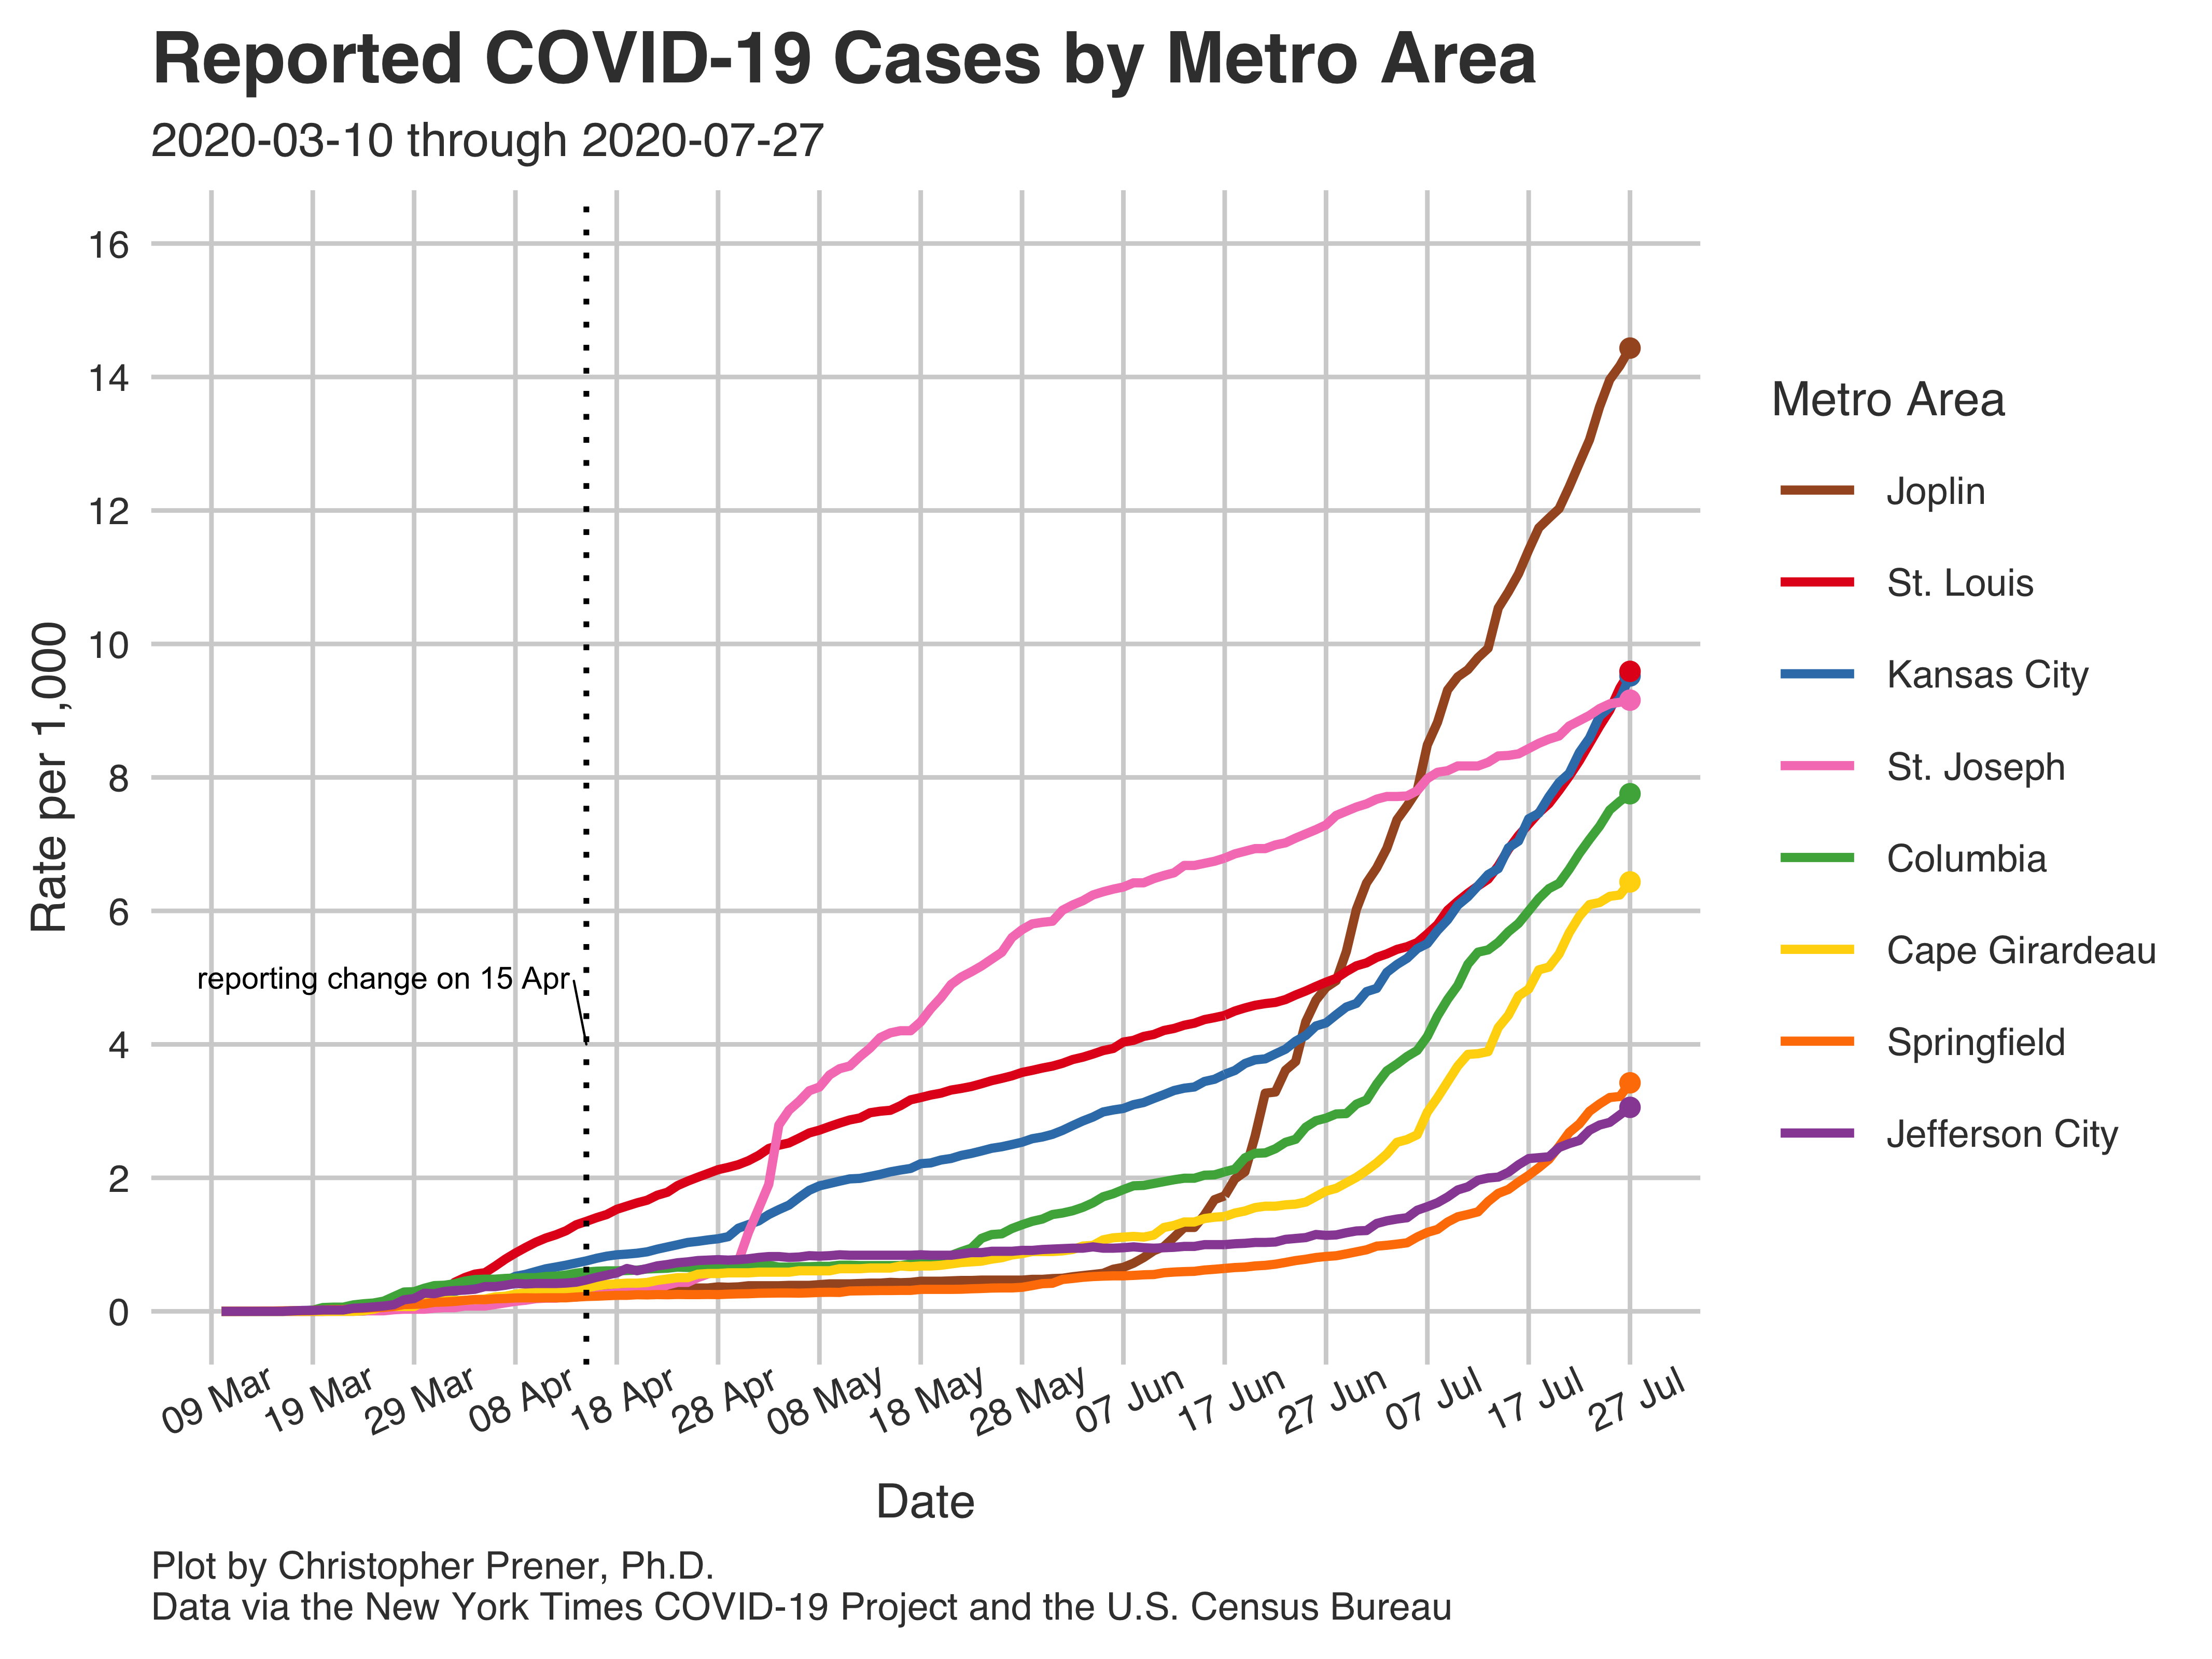 Reported COVID-19 Cases by Metro Area
2020-03-10 through 2020-07-27
Rate per 1,000
16
14
12
10
8
6
4
2
0
reporting change on 15 Apr
09 Mar
19 Mar
29 Mar
08 Apr
18 Apr
28 Apr
08 May
18 May
28 May
07 Jun
17 Jun
27 Jun
07 Jul
17 Jul
27 Jul
Date
Metro Area
Joplin
St. Louis
Kansas City
St. Joseph
Columbia
Cape Girardeau
Springfield
Jefferson City
Plot by Christopher Prener, Ph.D.
Data via the New York Times COVID-19 Project and the U.S. Census Bureau